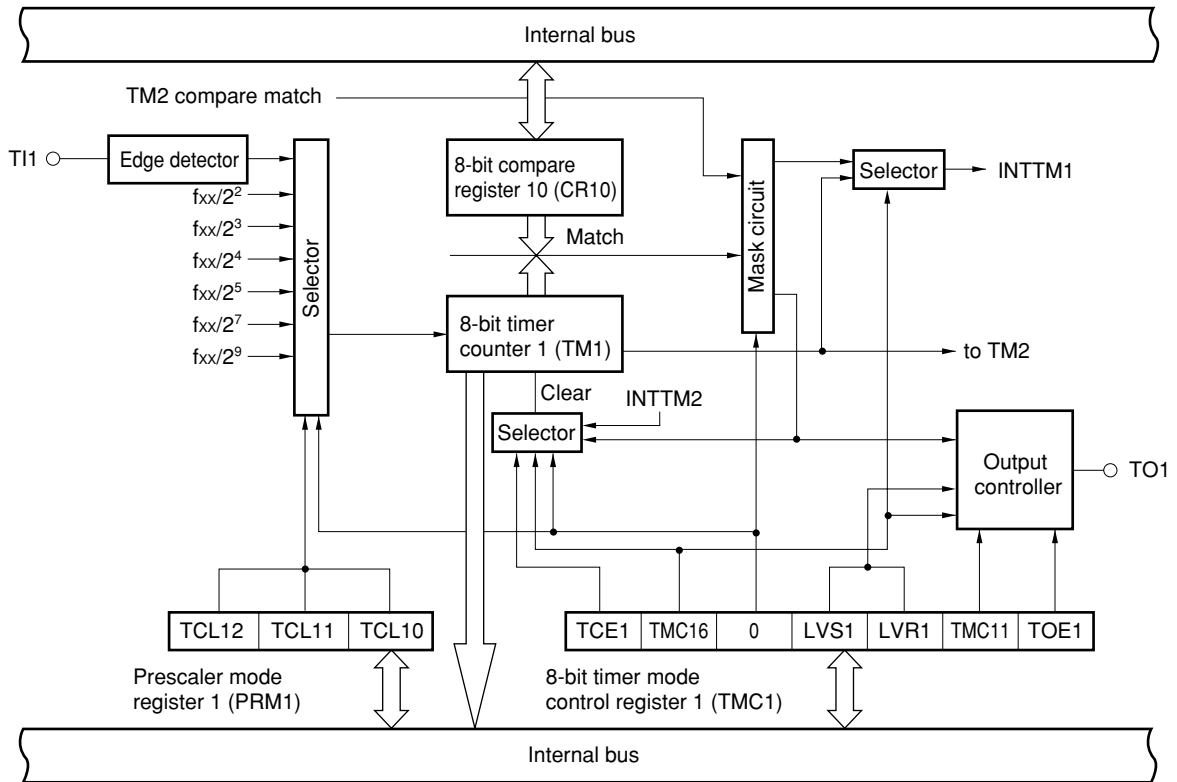 Internal bus
TM2 compare match
TI1
Edge detector
8-bit compare
register 10 (CR10)
Selector
INTTM1
fxx/2²
fxx/2³
fxx/2⁴
fxx/2⁵
fxx/2⁷
fxx/2⁹
Selector
Match
Mask circuit
8-bit timer
counter 1 (TM1)
to TM2
Clear
INTTM2
Selector
Output
controller
TO1
TCL12
TCL11
TCL10
TCE1
TMC16
0
LVS1
LVR1
TMC11
TOE1
Prescaler mode
register 1 (PRM1)
8-bit timer mode
control register 1 (TMC1)
Internal bus